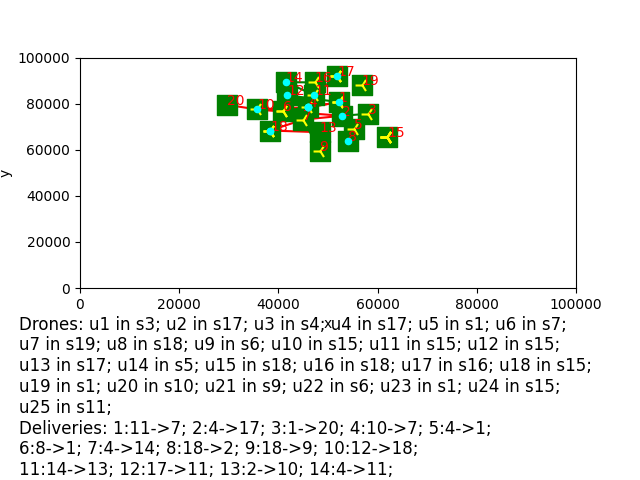 100000
80000
60000
40000
20000
0
y
0 20000 40000 60000 80000 100000
x
17
19
20
15
Drones: u1 in s3; u2 in s17; u3 in s4; u4 in s17; u5 in s1; u6 in s7;
u7 in s19; u8 in s18; u9 in s6; u10 in s15; u11 in s15; u12 in s15;
u13 in s17; u14 in s5; u15 in s18; u16 in s18; u17 in s16; u18 in s15;
u19 in s1; u20 in s10; u21 in s9; u22 in s6; u23 in s1; u24 in s15;
u25 in s11;
Deliveries: 1:11->7; 2:4->17; 3:1->20; 4:10->7; 5:4->1;
6:8->1; 7:4->14; 8:18->2; 9:18->9; 10:12->18;
11:14->13; 12:17->11; 13:2->10; 14:4->11;